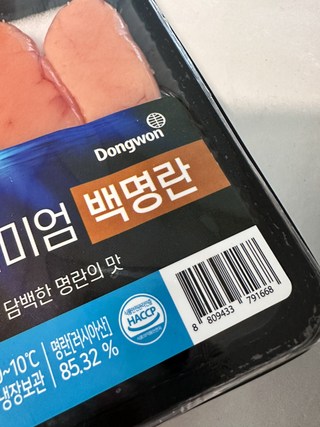 Dongwon
미엄 백명란
담백한 명란의 맛
~10℃
냉장보관
명란[러시아산]
85.32 %
HACCP
8 809433 791668